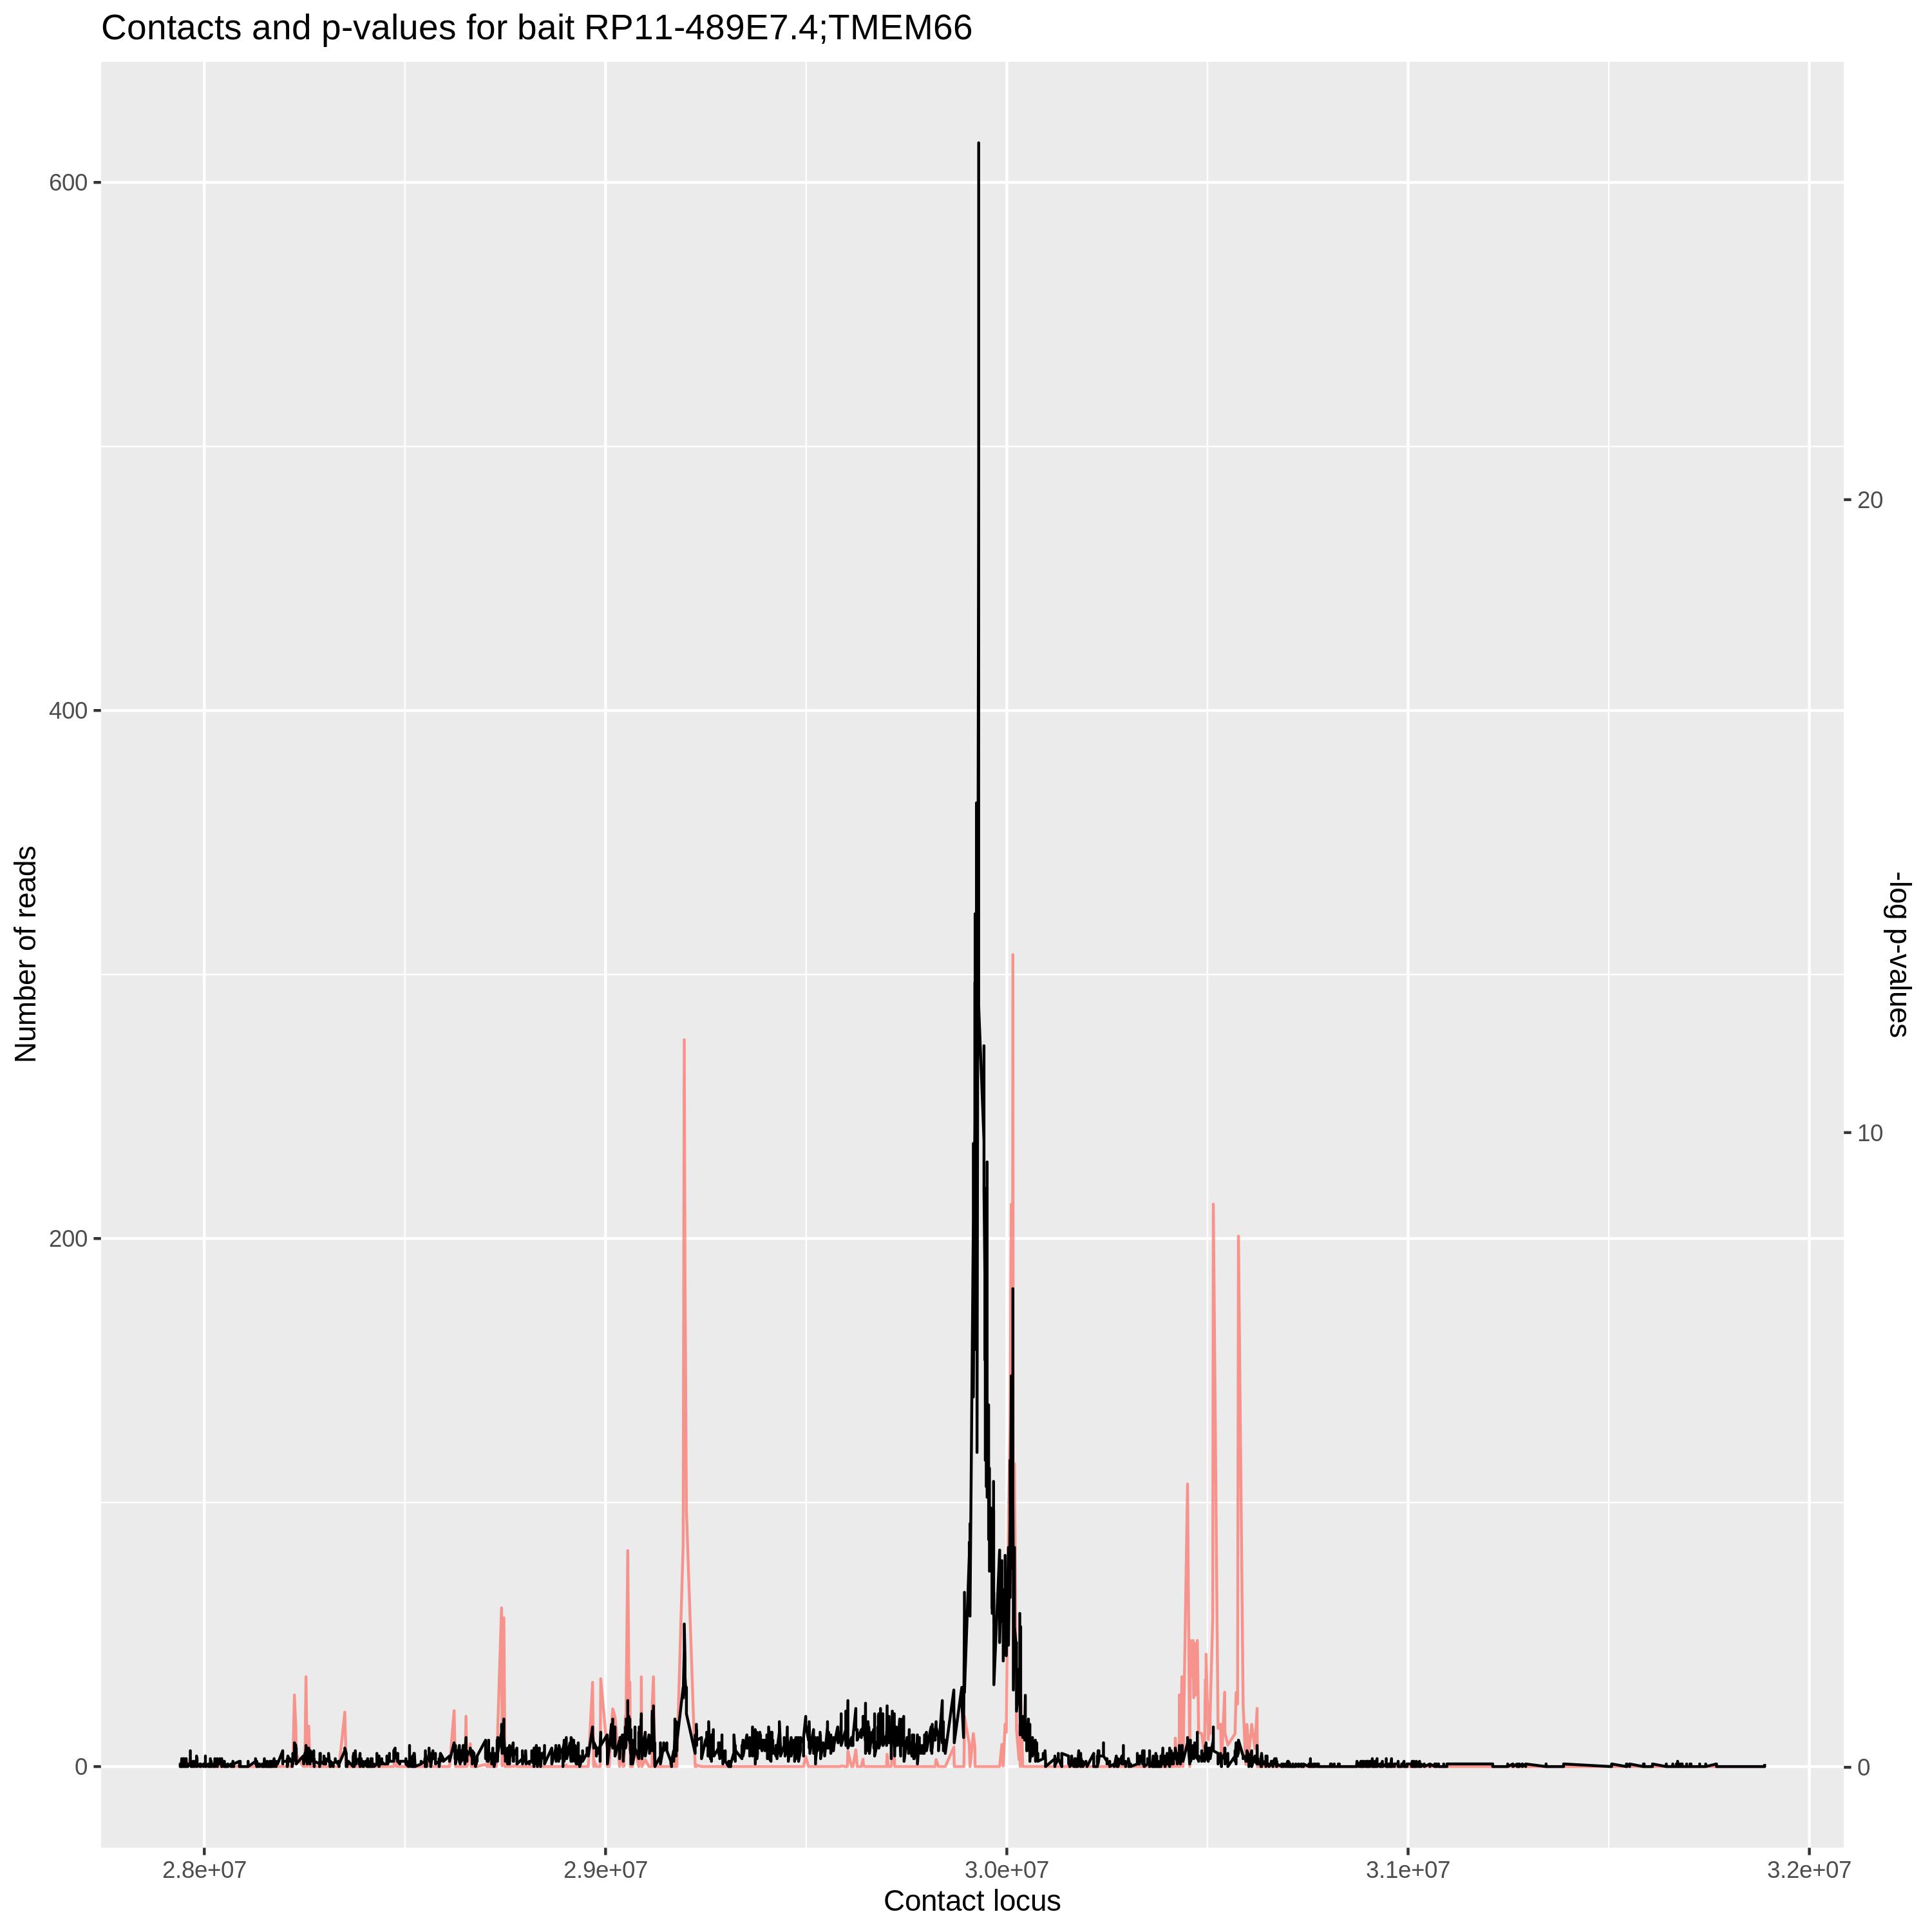 Contacts and p-values for bait RP11-489E7.4;TMEM66
600
400
200
0
Number of reads
20
10
0
-log p-values
2.8e+07
2.9e+07
3.0e+07
3.1e+07
3.2e+07
Contact locus